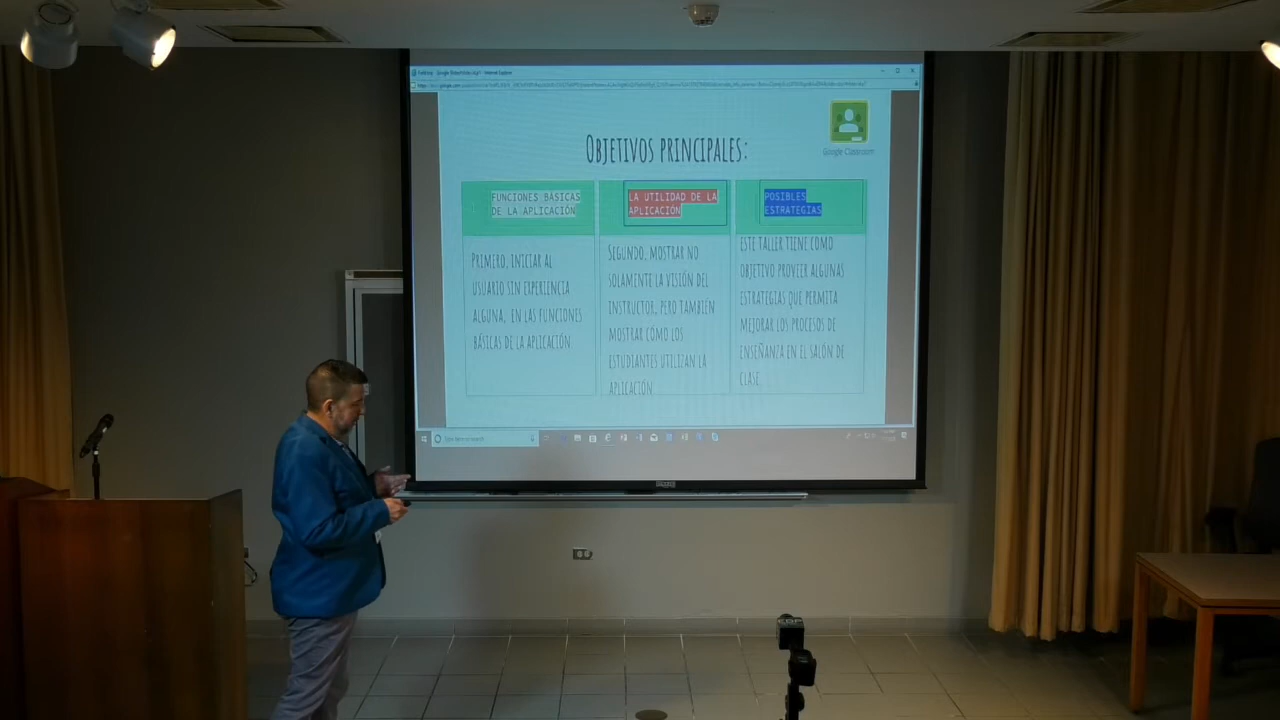 Google Classroom
OBJETIVOS PRINCIPALES:
FUNCIONES BÁSICAS
DE LA APLICACIÓN
PRIMERO, INICIAR AL
USUARIO SIN EXPERIENCIA
ALGUNA, EN LAS FUNCIONES
BÁSICAS DE LA APLICACIÓN
LA UTILIDAD DE LA
APLICACIÓN
SEGUNDO, MOSTRAR NO
SOLAMENTE LA VISIÓN DEL
INSTRUCTOR, PERO TAMBIÉN
MOSTRAR CÓMO LOS
ESTUDIANTES UTILIZAN LA
APLICACIÓN
POSIBLES
ESTRATEGIAS
ESTE TALLER TIENE COMO
OBJETIVO PROVEER ALGUNAS
ESTRATEGIAS QUE PERMITA
MEJORAR LOS PROCESOS DE
ENSEÑANZA EN EL SALÓN DE
CLASE.